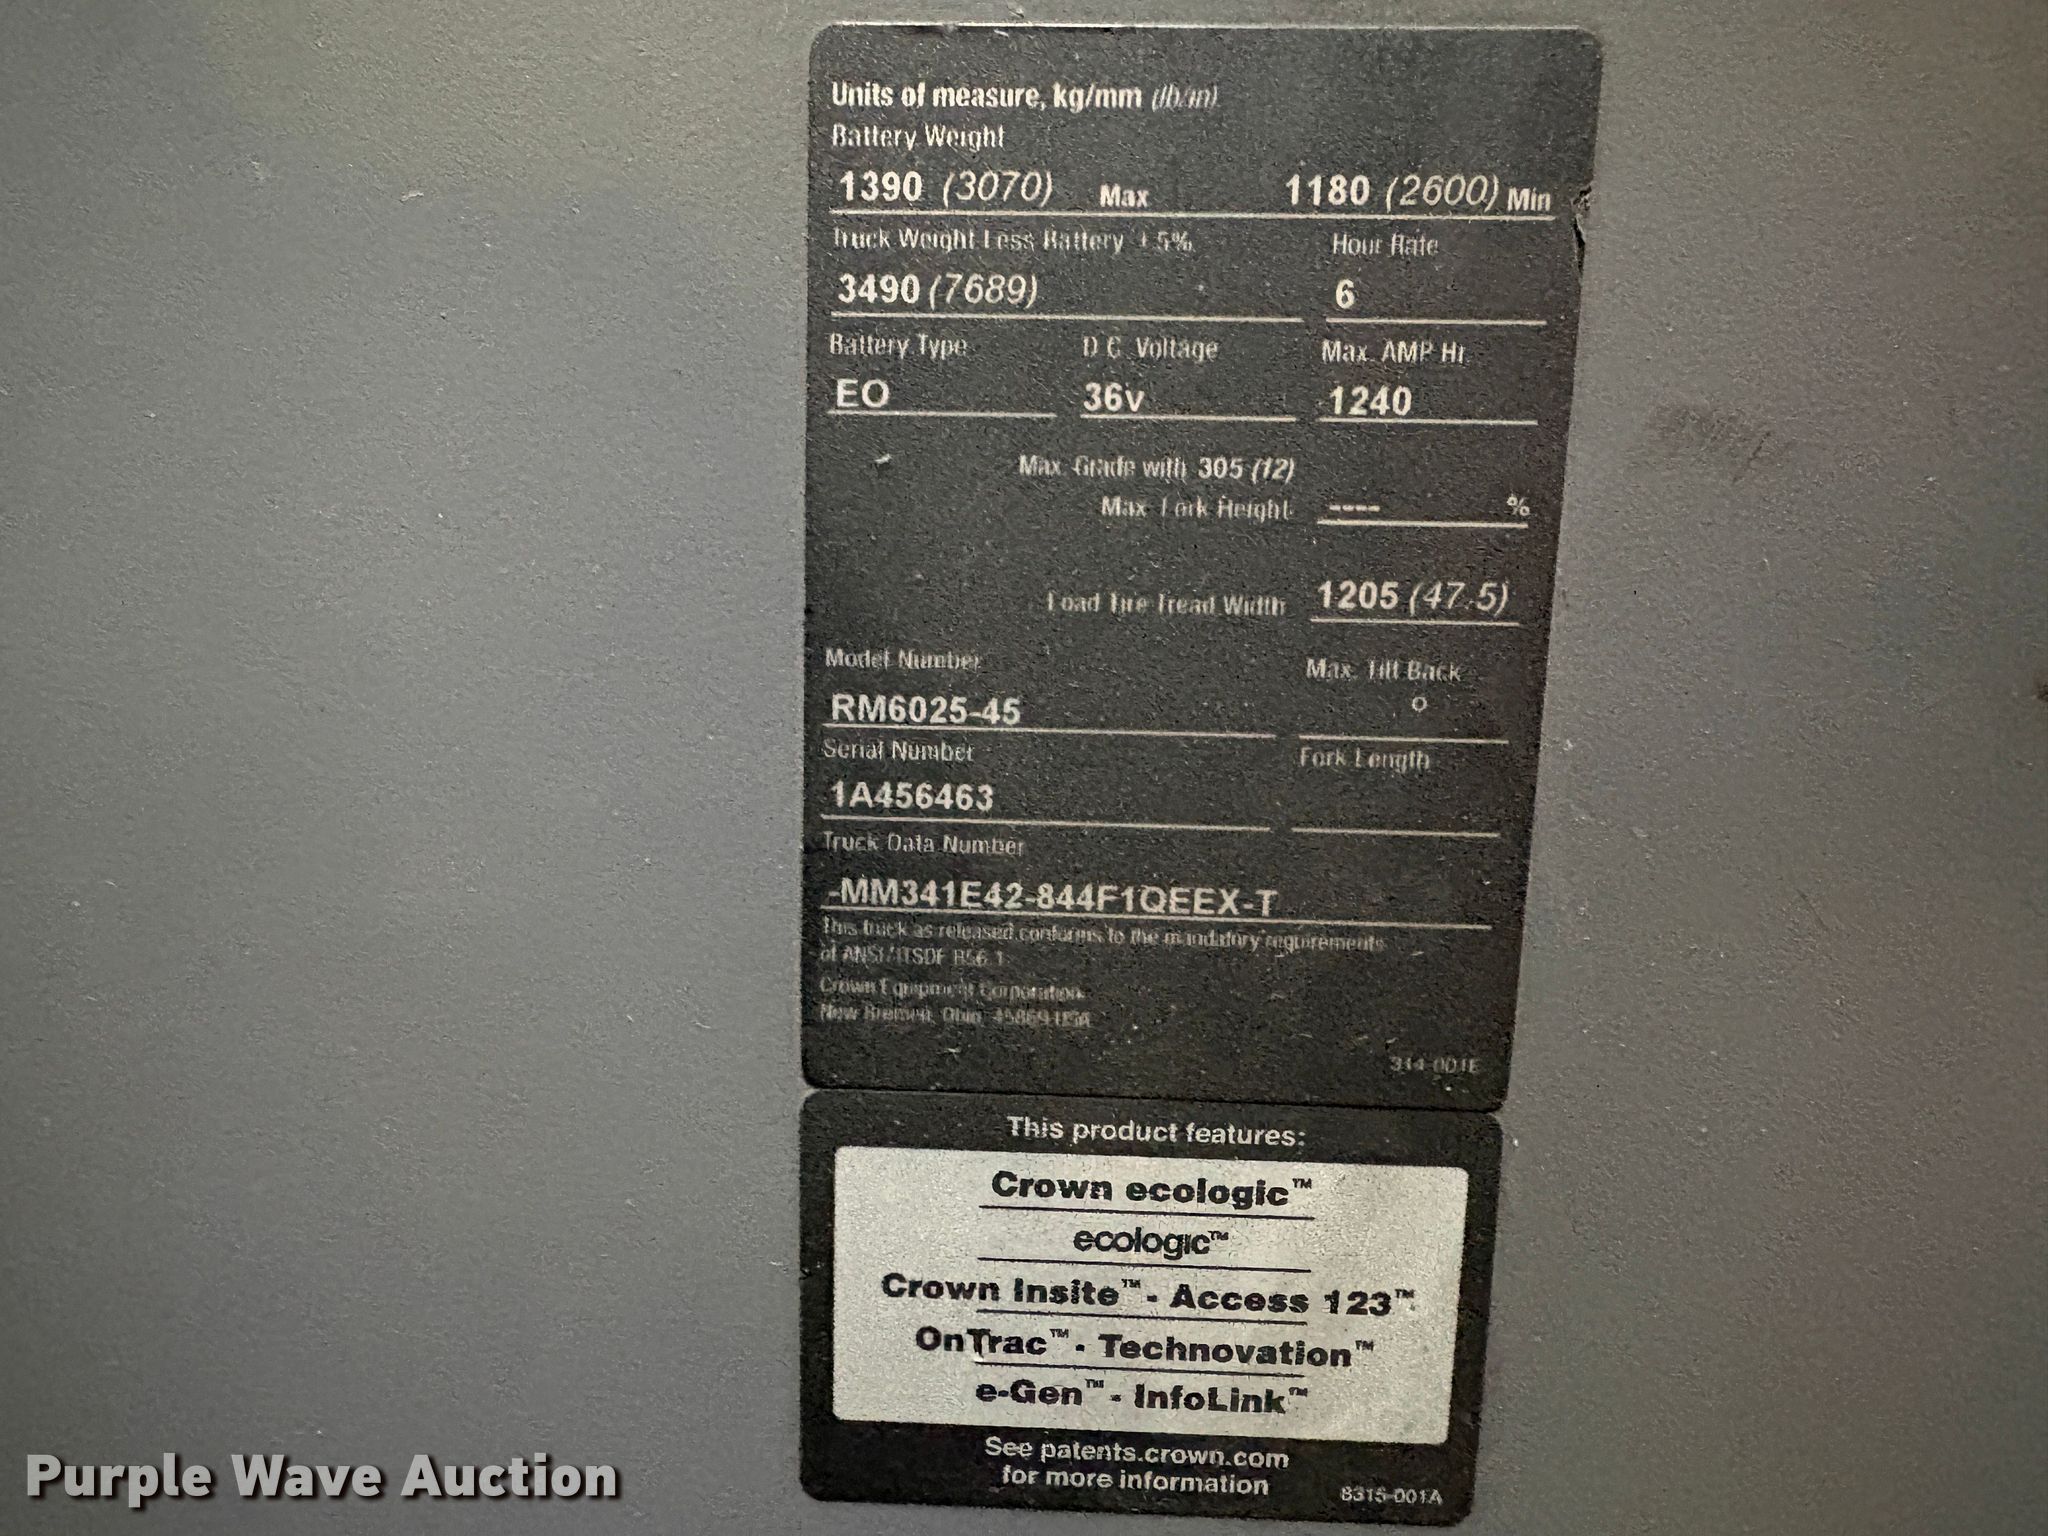 Units of measure, kg/mm (lb/in)
Battery Weight
1390 (3070) Max 1180 (2600) Min
Truck Weight Less Battery ± 5% Hour Rate
3490 (7689) 6
Battery Type D.C. Voltage Max. AMP Hr.
EO 36v 1240
Max. Grade with 305 (12)
Max. Fork Height ---- %
Load Tire Tread Width 1205 (47.5)
Model Number Max. Tilt Back
RM6025-45 o
Serial Number Fork Length
1A456463
Truck Data Number
-MM341E42-844F1QEEX-T
This truck as released conforms to the mandatory requirements
of ANSI/ITSDF B56.1
Crown Equipment Corporation
New Bremen, Ohio 45869 USA
314-001E
This product features:
Crown ecologic™
ecologic™
Crown Insite™ - Access 123™
OnTrac™ - Technovation™
e-Gen™ - InfoLink™
See patents.crown.com
for more information
8315-001A
Purple Wave Auction